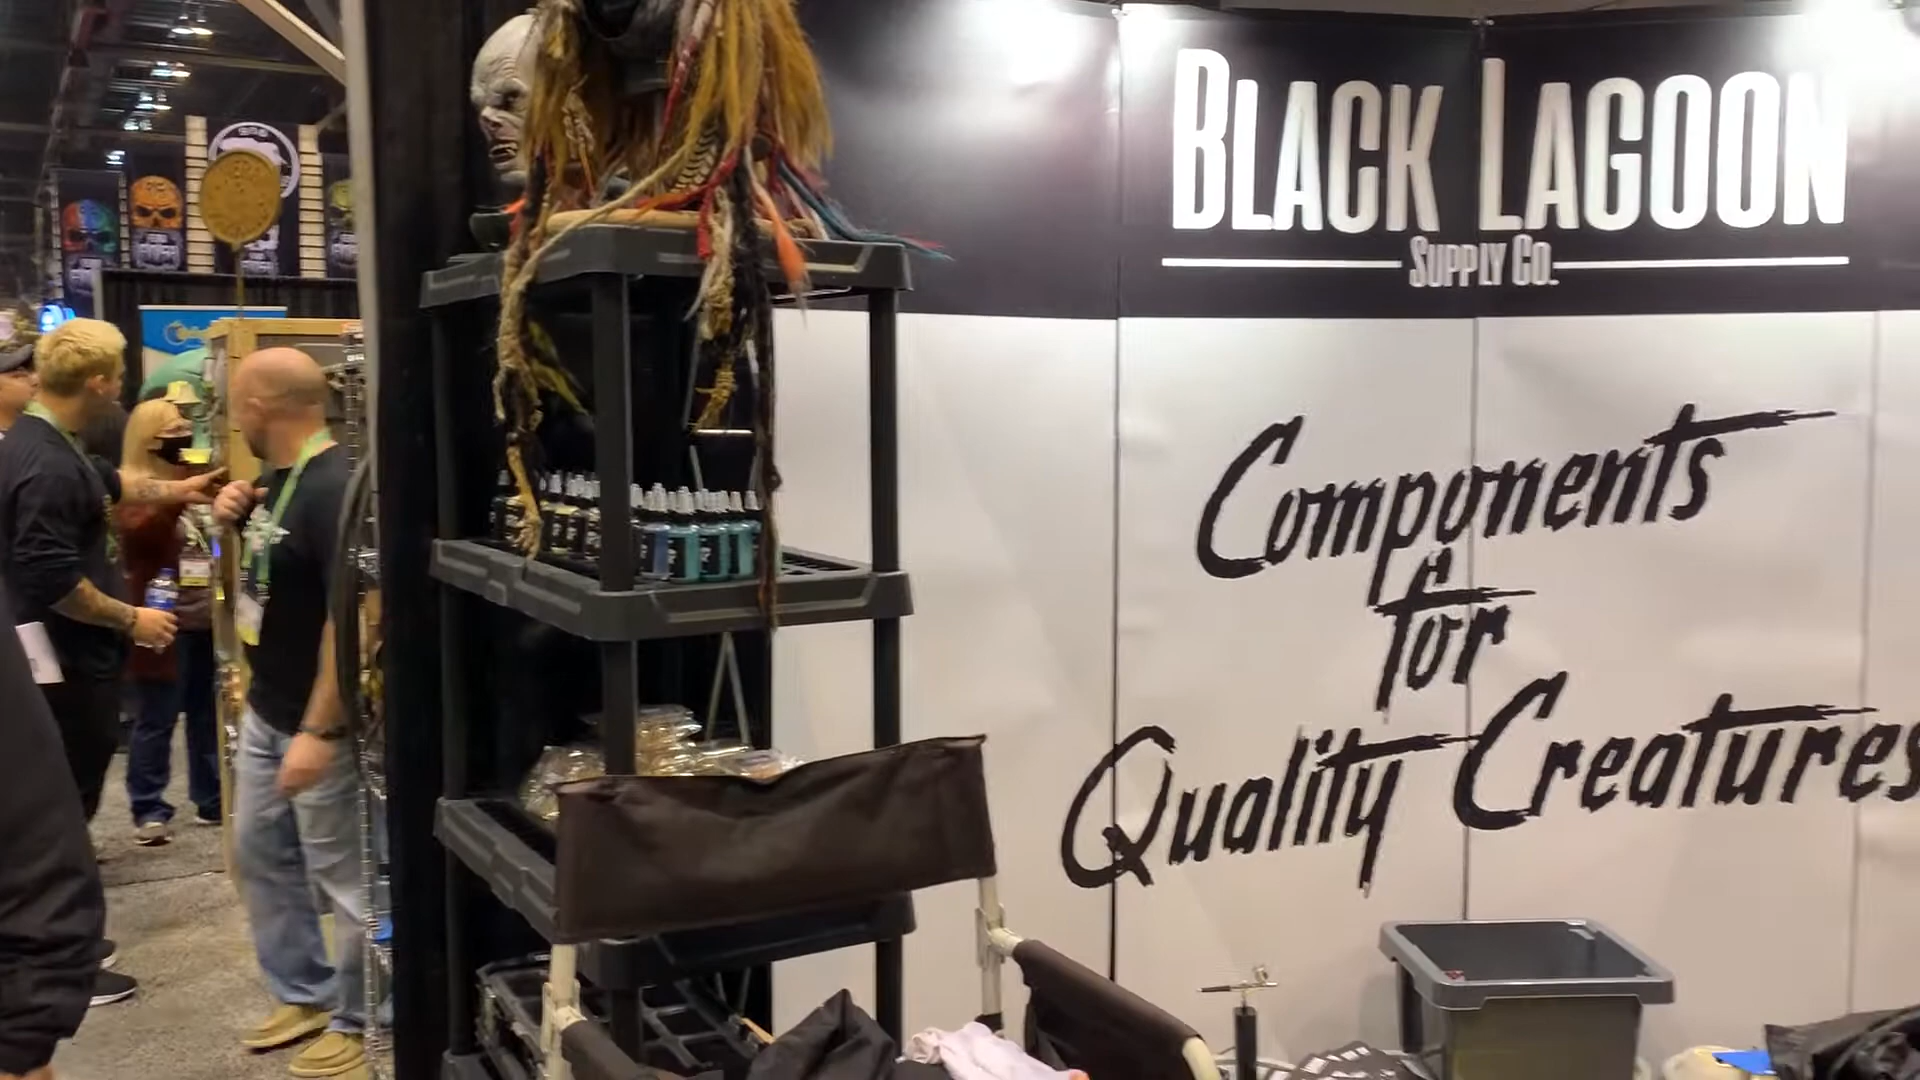 BLACK LAGOON
SUPPLY CO.
Components
for
Quality Creatures